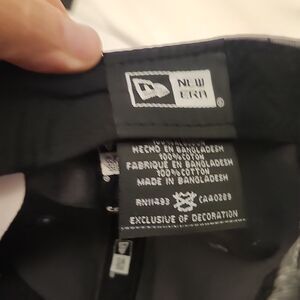 NEW
ERA
®
HECHO EN BANGLADESH
100%COTTON
FABRIQUE EN BANGLADESH
100%COTTON
MADE IN BANGLADESH
RN11493 CA40289
EXCLUSIVE OF DECORATION